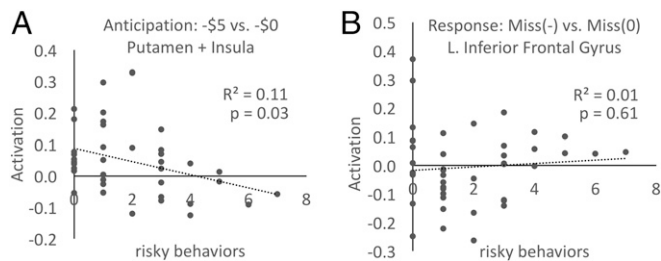 A
Anticipation: -$5 vs. -$0
Putamen + Insula
0.4
0.3
0.2
0.1
0.0
-0.1
-0.2
Activation
R² = 0.11
p = 0.03
0 2 4 6 8
risky behaviors
B
Response: Miss(-) vs. Miss(0)
L. Inferior Frontal Gyrus
0.5
0.4
0.3
0.2
0.1
0.0
-0.1
-0.2
-0.3
Activation
R² = 0.01
p = 0.61
0 2 4 6 8
risky behaviors